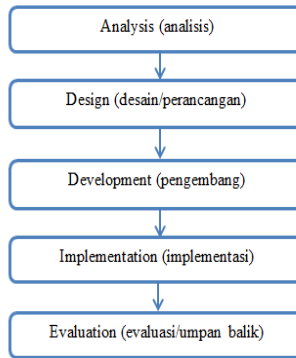 Analysis (analisis)
Design (desain/perancangan)
Development (pengembang)
Implementation (implementasi)
Evaluation (evaluasi/umpan balik)